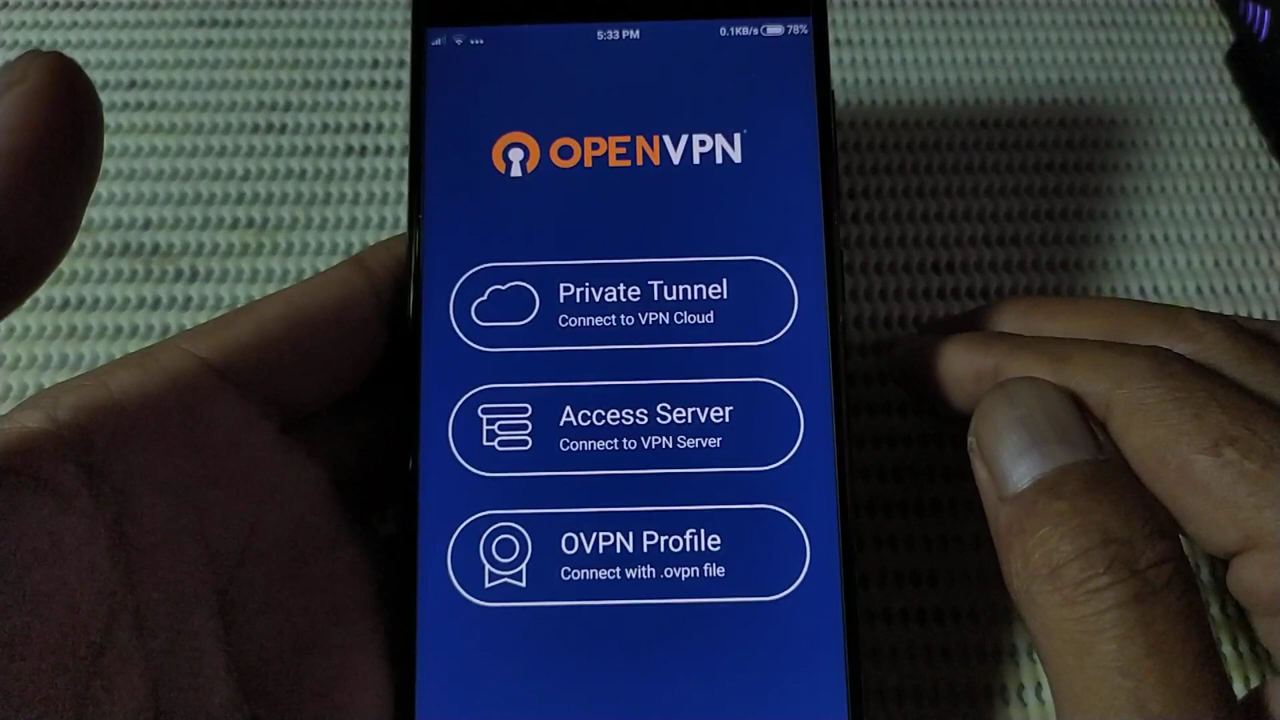 5:33 PM
0.1KB/s 78%
OPENVPN
Private Tunnel
Connect to VPN Cloud
Access Server
Connect to VPN Server
OVPN Profile
Connect with .ovpn file